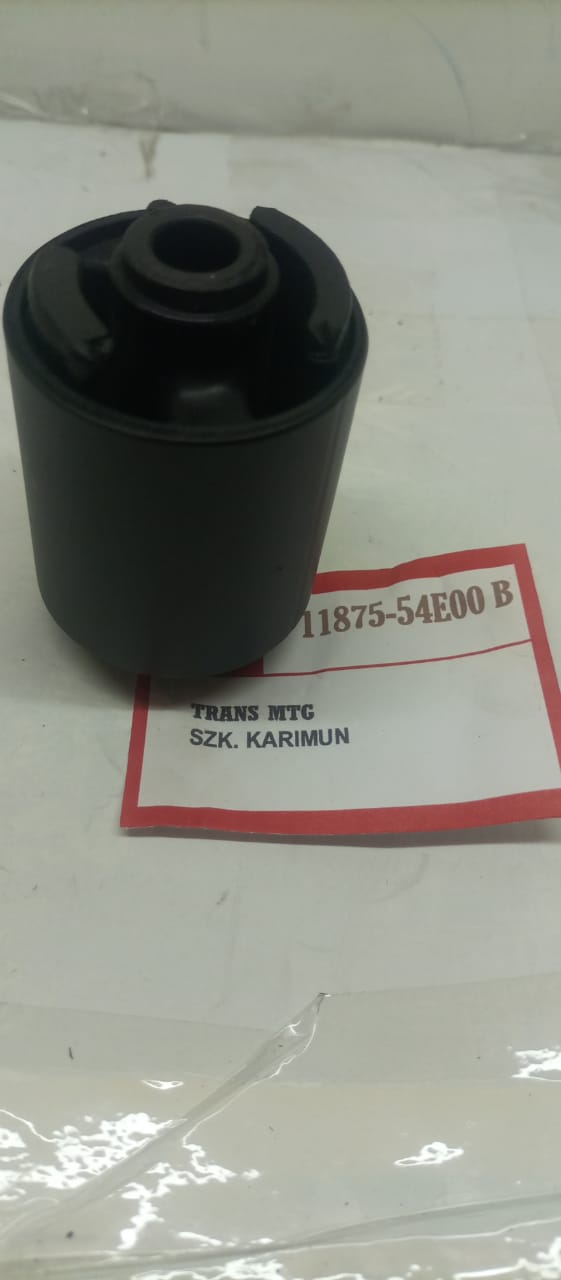 11875-54E00 B
TRANS MTG
SZK. KARIMUN